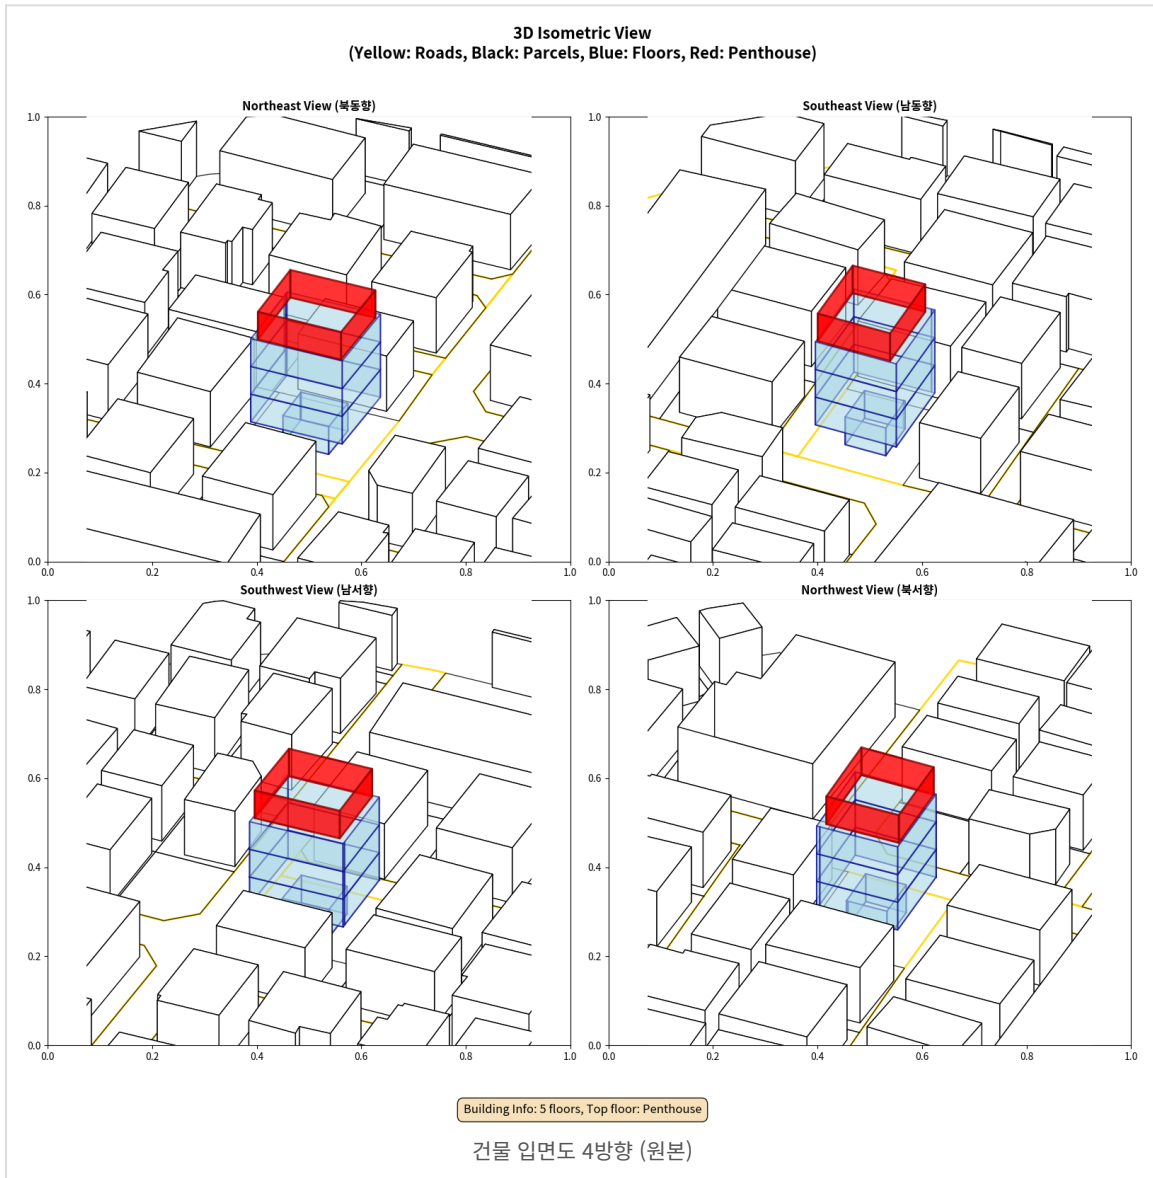 3D Isometric View
(Yellow: Roads, Black: Parcels, Blue: Floors, Red: Penthouse)
Northeast View (북동향)
1.0
0.8
0.6
0.4
0.2
0.0
0.0 0.2 0.4 0.6 0.8 1.0
Southeast View (남동향)
1.0
0.8
0.6
0.4
0.2
0.0
0.0 0.2 0.4 0.6 0.8 1.0
Southwest View (남서향)
1.0
0.8
0.6
0.4
0.2
0.0
0.0 0.2 0.4 0.6 0.8 1.0
Northwest View (북서향)
1.0
0.8
0.6
0.4
0.2
0.0
0.0 0.2 0.4 0.6 0.8 1.0
Building Info: 5 floors, Top floor: Penthouse
건물 입면도 4방향 (원본)